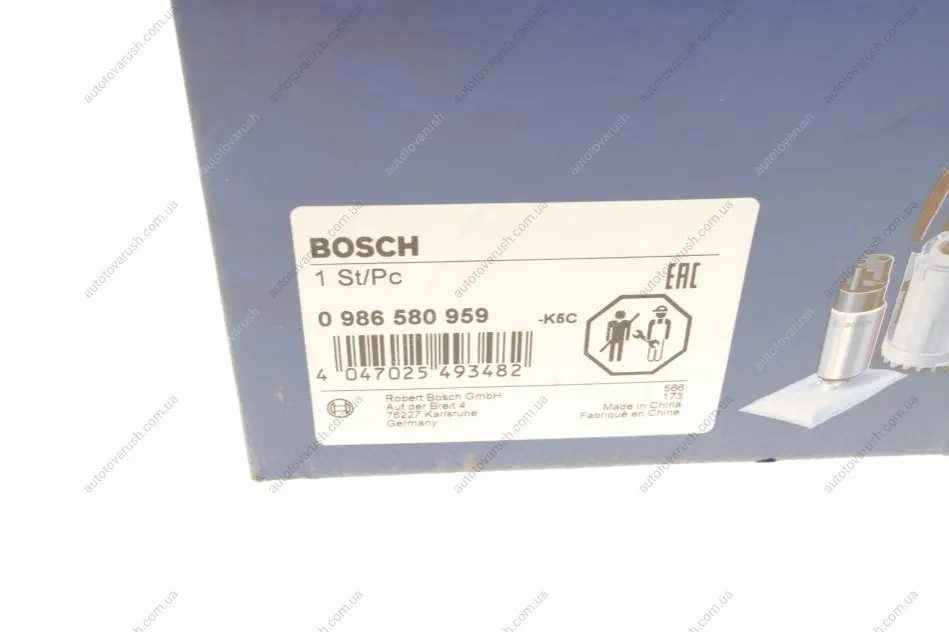 BOSCH
1 St/Pc
EAC
0 986 580 959
-K5C
4 047025 493482
Robert Bosch GmbH
Auf der Breit 4
76227 Karlsruhe
Germany
566
173
Made in China
Fabriqué en Chine
BOSCH
autotovarush.com.ua